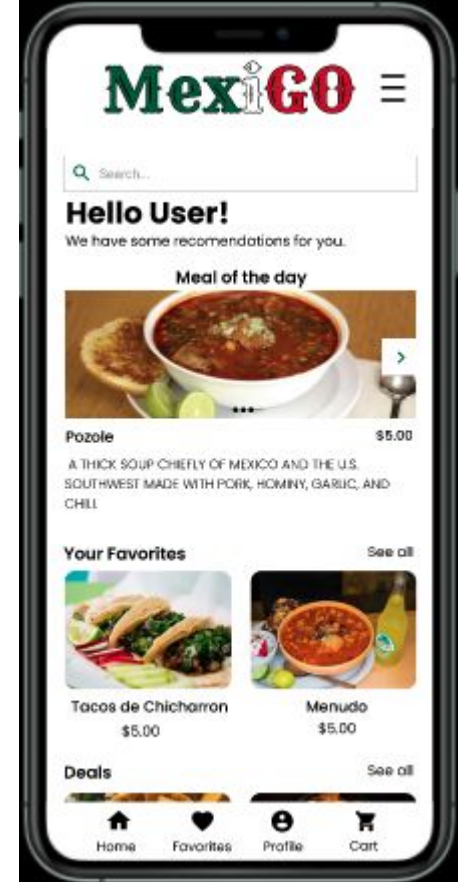 MexiGO
Search...
Hello User!
We have some recomendations for you.
Meal of the day
Pozole $5.00
A THICK SOUP CHIEFLY OF MEXICO AND THE U.S.
SOUTHWEST MADE WITH PORK, HOMINY, GARLIC, AND
CHILI.
Your Favorites See all
Tacos de Chicharron Menudo
$5.00 $5.00
Deals See all
Home Favorites Profile Cart